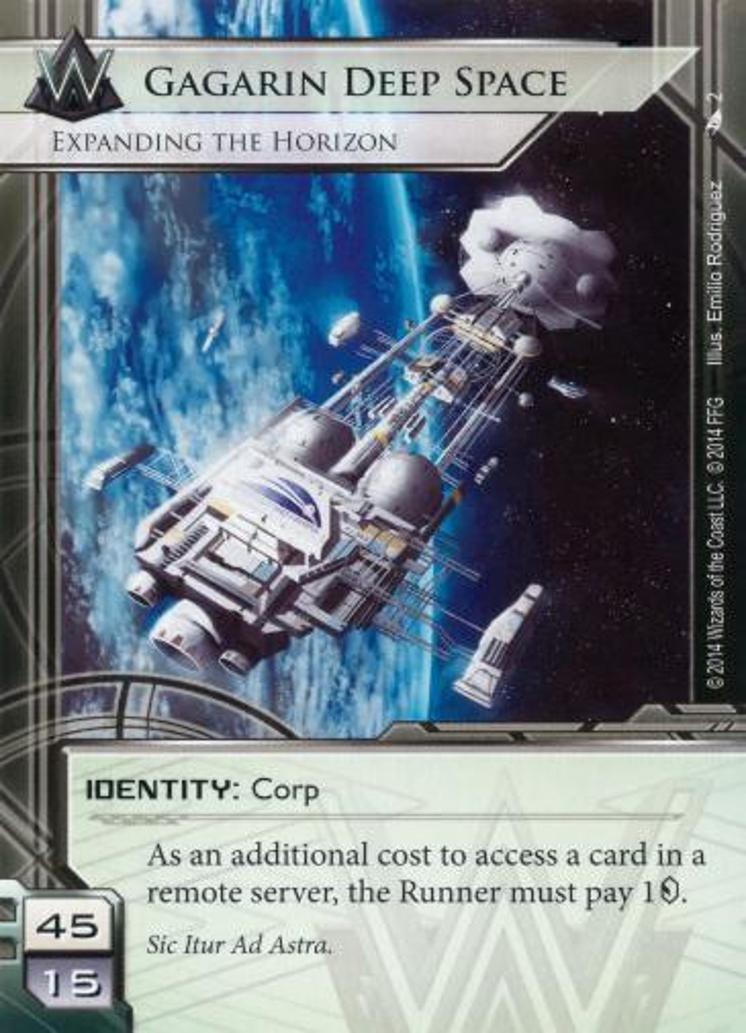 GAGARIN DEEP SPACE
EXPANDING THE HORIZON
2
Illus. Emilio Rodriguez
© 2014 Wizards of the Coast LLC. © 2014 FFG
IDENTITY: Corp
As an additional cost to access a card in a
remote server, the Runner must pay 1.
Sic Itur Ad Astra.
45
15